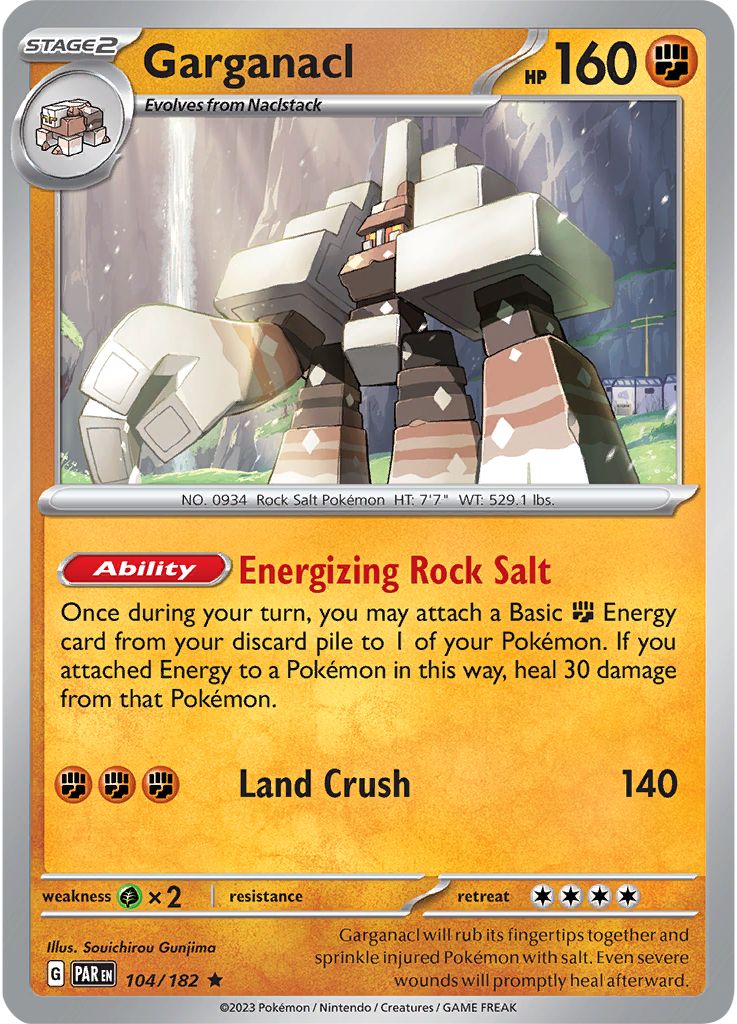 STAGE2
Garganacl
HP 160
Evolves from Naclstack
NO. 0934 Rock Salt Pokémon HT: 7'7" WT: 529.1 lbs.
Ability Energizing Rock Salt
Once during your turn, you may attach a Basic Energy
card from your discard pile to 1 of your Pokémon. If you
attached Energy to a Pokémon in this way, heal 30 damage
from that Pokémon.
Land Crush 140
weakness ×2 resistance retreat
Illus. Souichirou Gunjima
Garganacl will rub its fingertips together and
sprinkle injured Pokémon with salt. Even severe
wounds will promptly heal afterward.
G PAR EN 104/182 ★
©2023 Pokémon / Nintendo / Creatures / GAME FREAK